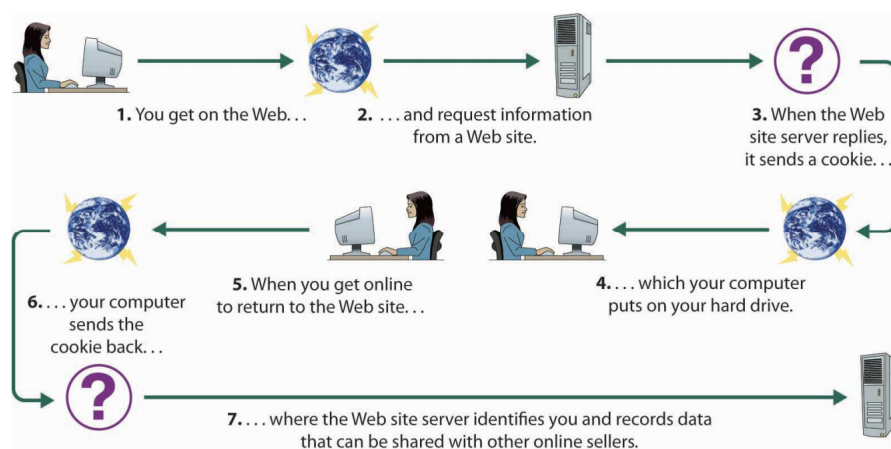 1. You get on the Web. . .
2. . . . and request information
from a Web site.
3. When the Web
site server replies,
it sends a cookie. . .
4. . . . which your computer
puts on your hard drive.
5. When you get online
to return to the Web site. . .
6. . . . your computer
sends the
cookie back. . .
?
?
7. . . . where the Web site server identifies you and records data
that can be shared with other online sellers.